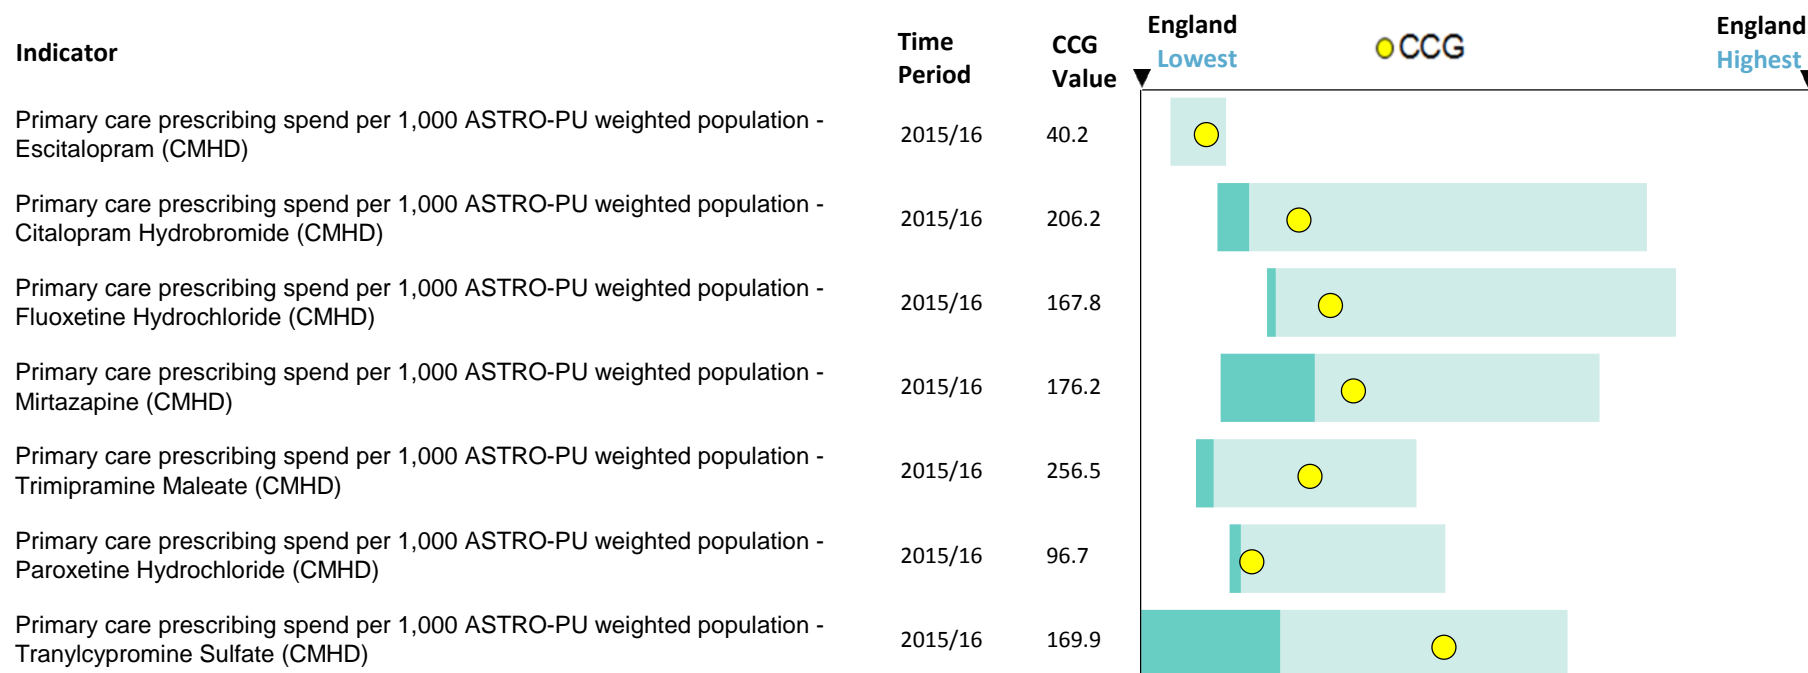 Indicator
Time
Period
CCG
Value
England
Lowest
CCG
England
Highest
Primary care prescribing spend per 1,000 ASTRO-PU weighted population -
Escitalopram (CMHD)
2015/16
40.2
Primary care prescribing spend per 1,000 ASTRO-PU weighted population -
Citalopram Hydrobromide (CMHD)
2015/16
206.2
Primary care prescribing spend per 1,000 ASTRO-PU weighted population -
Fluoxetine Hydrochloride (CMHD)
2015/16
167.8
Primary care prescribing spend per 1,000 ASTRO-PU weighted population -
Mirtazapine (CMHD)
2015/16
176.2
Primary care prescribing spend per 1,000 ASTRO-PU weighted population -
Trimipramine Maleate (CMHD)
2015/16
256.5
Primary care prescribing spend per 1,000 ASTRO-PU weighted population -
Paroxetine Hydrochloride (CMHD)
2015/16
96.7
Primary care prescribing spend per 1,000 ASTRO-PU weighted population -
Tranylcypromine Sulfate (CMHD)
2015/16
169.9